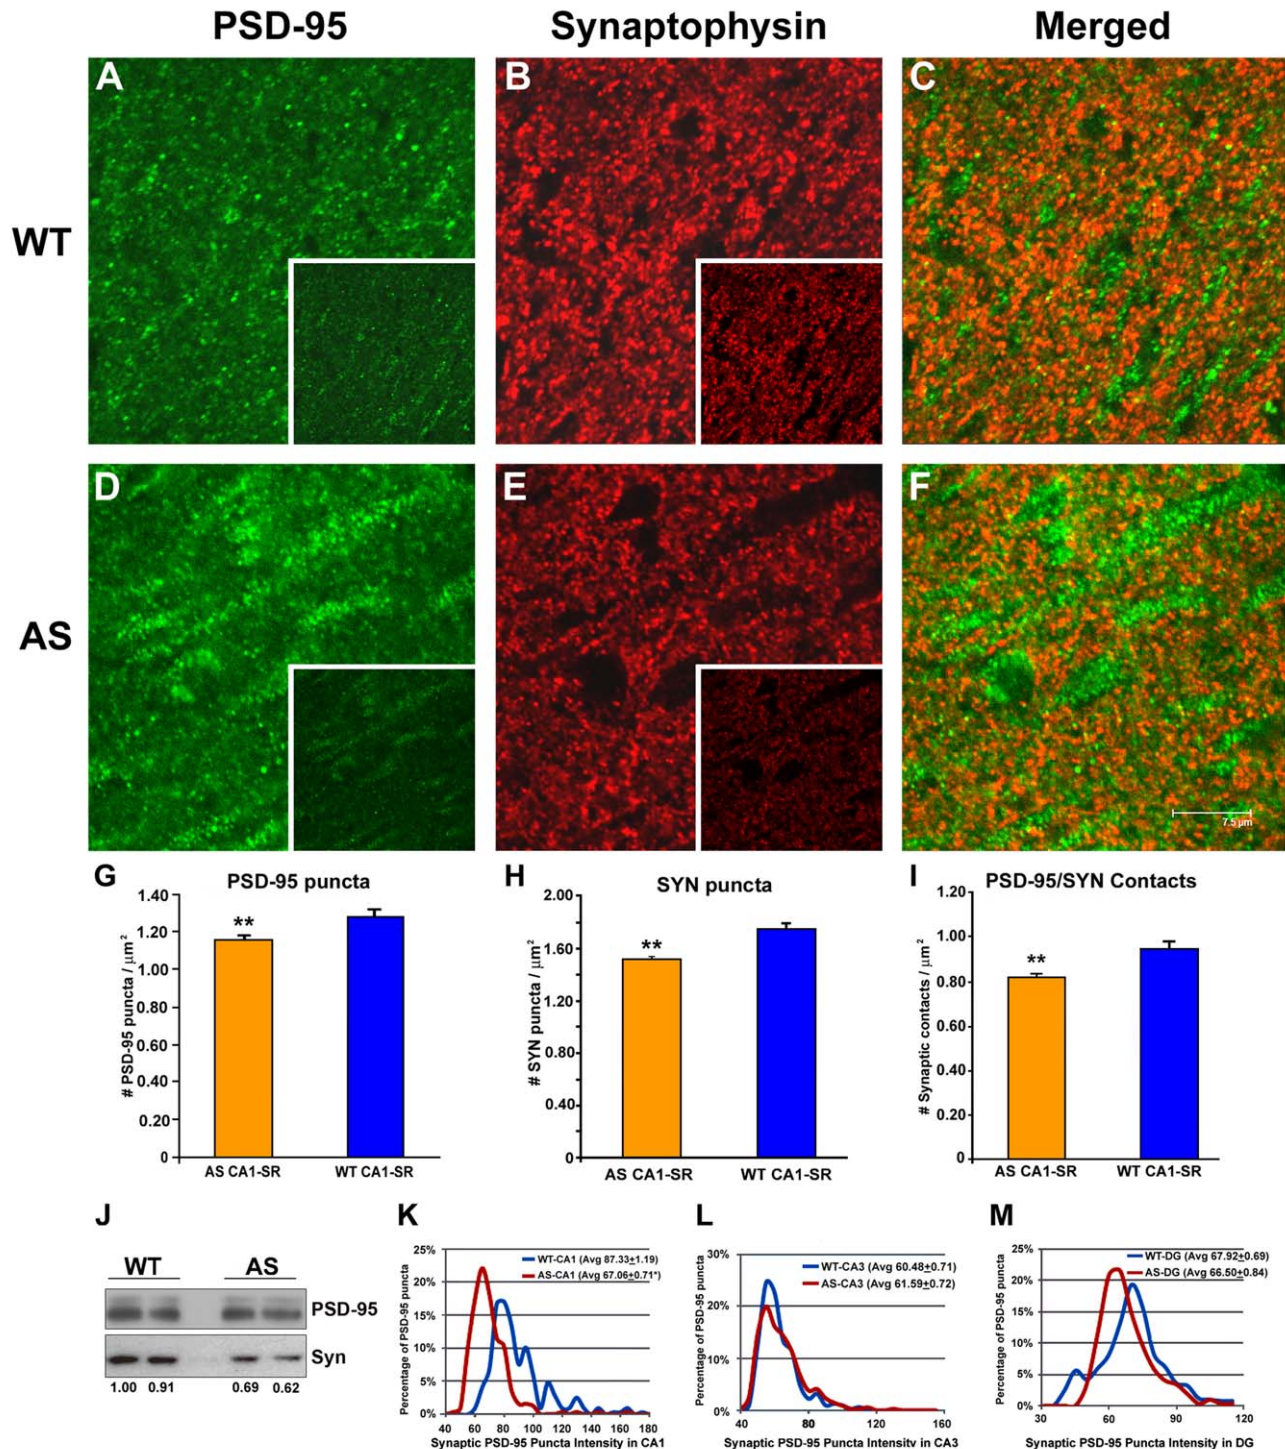 PSD-95 Synaptophysin Merged
A B C
WT
D E F
AS
7.5 µm
G PSD-95 puncta
# PSD-95 puncta / µm²
1.40
1.20
1.00
0.80
0.60
0.40
0.20
0
**
AS CA1-SR WT CA1-SR
H SYN puncta
# SYN puncta / µm²
2.00
1.60
1.20
0.80
0.40
0
**
AS CA1-SR WT CA1-SR
I PSD-95/SYN Contacts
# Synaptic contacts / µm²
1.20
1.00
0.80
0.60
0.40
0.20
0
**
AS CA1-SR WT CA1-SR
J
WT AS
PSD-95
Syn
1.00 0.91 0.69 0.62
K
WT-CA1 (Avg 87.33±1.19)
AS-CA1 (Avg 67.06±0.71*)
Percentage of PSD-95 puncta
25%
20%
15%
10%
5%
0%
40 60 80 100 120 140 160 180
Synaptic PSD-95 Puncta Intensity in CA1
L
WT-CA3 (Avg 60.48±0.71)
AS-CA3 (Avg 61.59±0.72)
Percentage of PSD-95 puncta
30%
20%
10%
0%
40 80 120 160
Synaptic PSD-95 Puncta Intensity in CA3
M
WT-DG (Avg 67.92±0.69)
AS-DG (Avg 66.50±0.84)
Percentage of PSD-95 puncta
25%
20%
15%
10%
5%
0%
30 60 90 120
Synaptic PSD-95 Puncta Intensity in DG